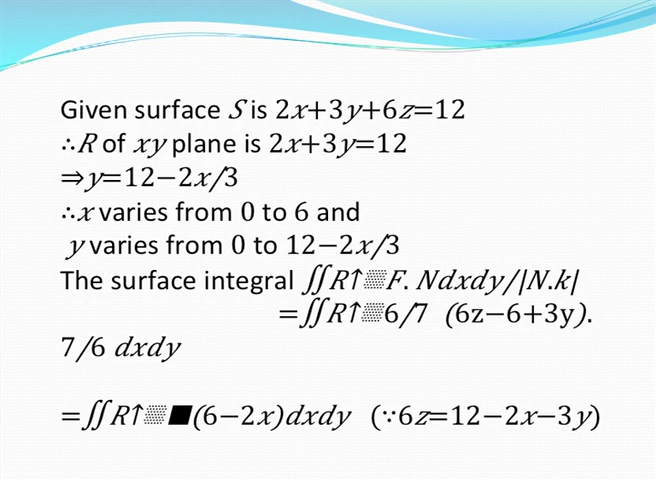 Given surface 𝑆 is 2𝑥+3𝑦+6𝑧=12
∴𝑅 of 𝑥𝑦 plane is 2𝑥+3𝑦=12
⇒𝑦=12−2𝑥/3
∴𝑥 varies from 0 to 6 and
𝑦 varies from 0 to 12−2𝑥/3
The surface integral ∬𝑅↑▒𝐹. 𝑁𝑑𝑥𝑑𝑦/|𝑁.𝑘|
=∬𝑅↑▒6/7 (6z−6+3y).
7/6 𝑑𝑥𝑑𝑦
=∬𝑅↑▒■(6−2𝑥)𝑑𝑥𝑑𝑦 (∵6𝑧=12−2𝑥−3𝑦)